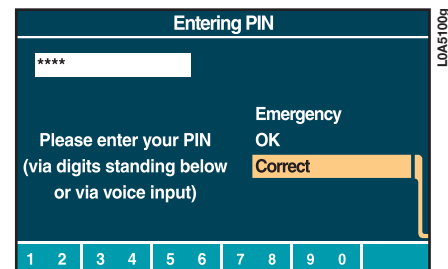 Entering PIN
****
Emergency
OK
Correct
Please enter your PIN
(via digits standing below
or via voice input)
1 2 3 4 5 6 7 8 9 0
L0A5100g